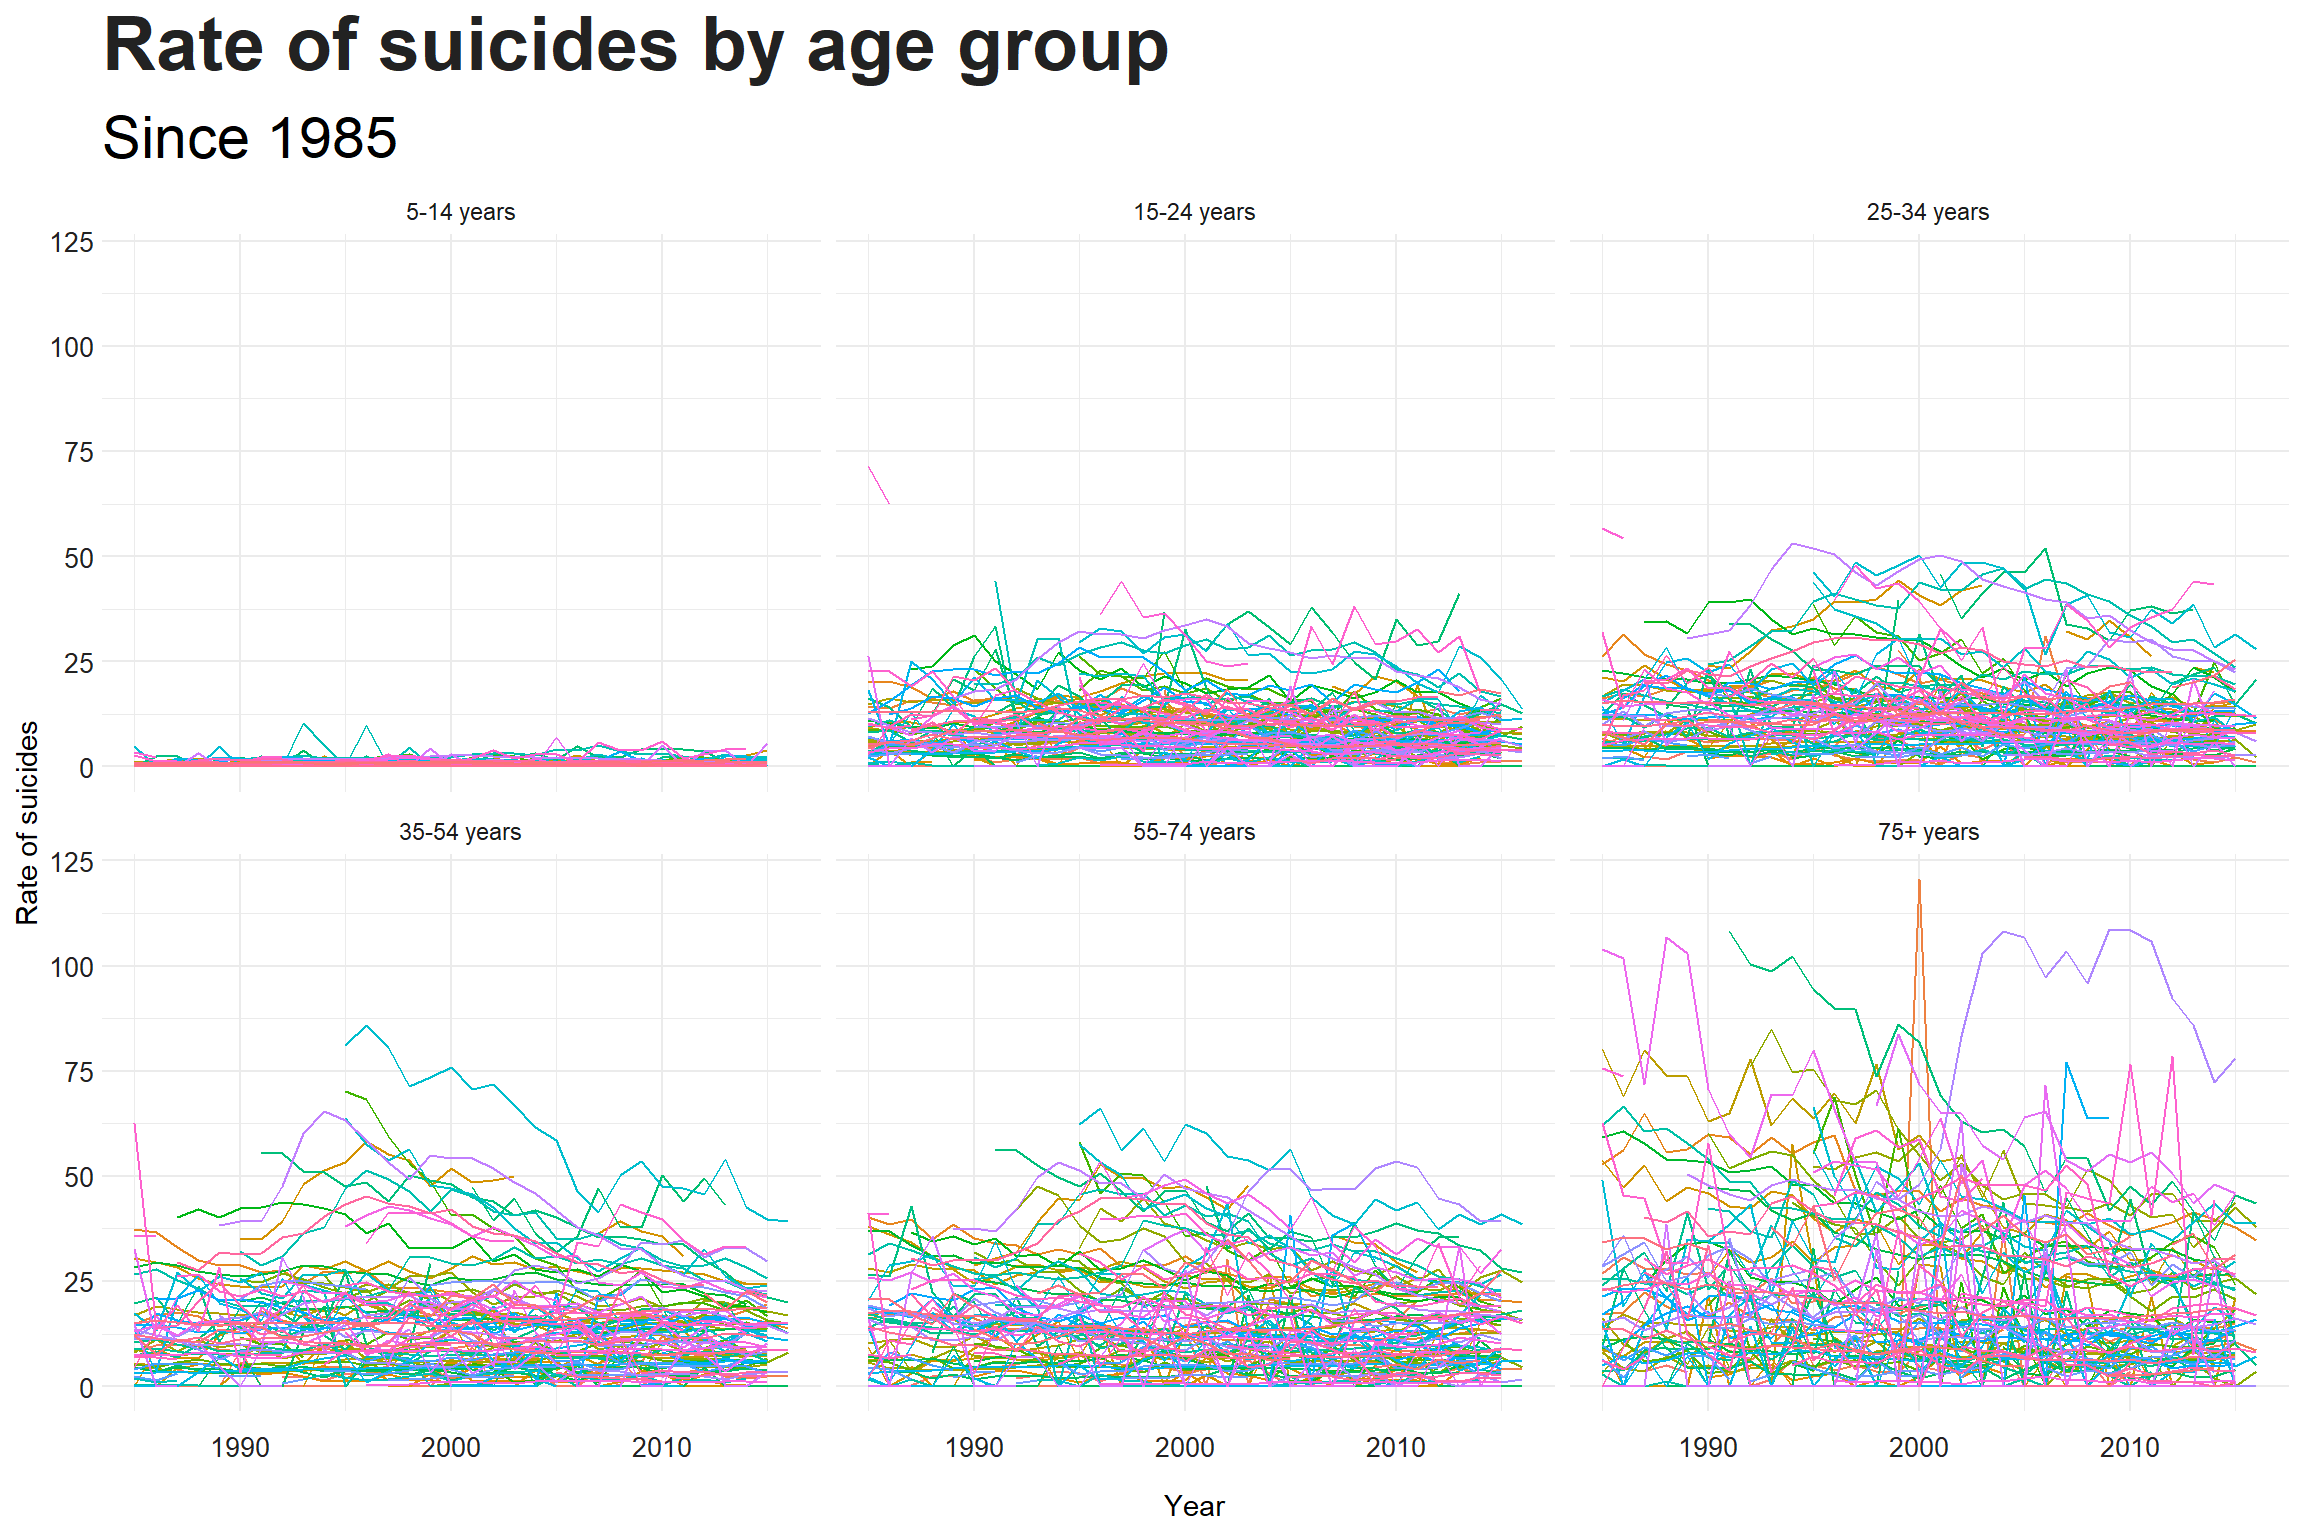 Rate of suicides by age group
Since 1985
5-14 years
15-24 years
25-34 years
125
100
75
50
25
0
Rate of suicides
35-54 years
55-74 years
75+ years
125
100
75
50
25
0
1990
2000
2010
1990
2000
2010
1990
2000
2010
Year